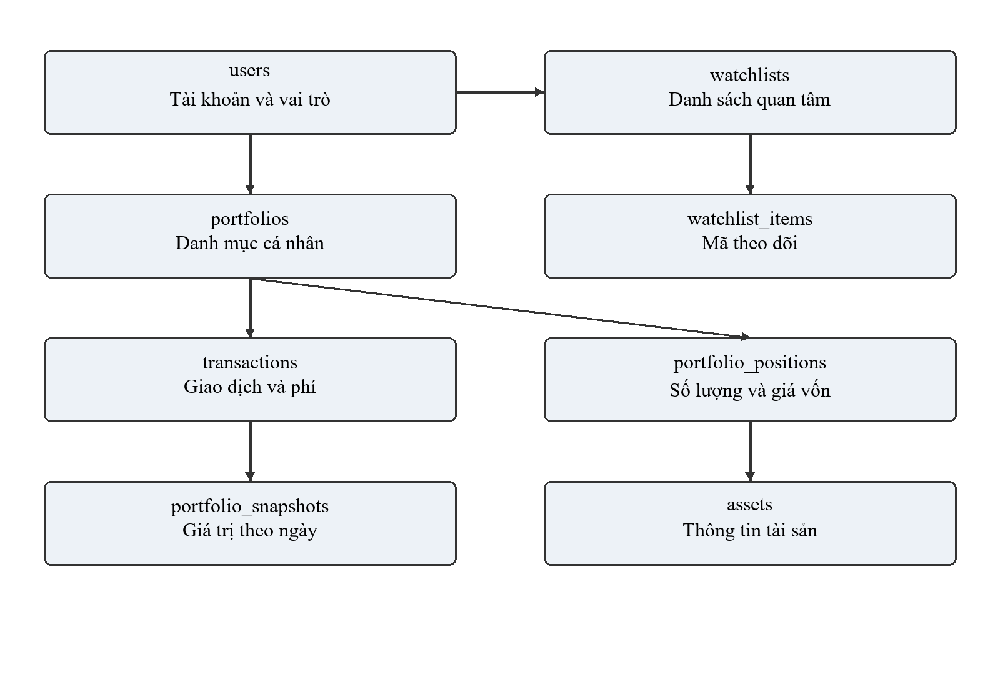 users
Tài khoản và vai trò
watchlists
Danh sách quan tâm
portfolios
Danh mục cá nhân
watchlist_items
Mã theo dõi
transactions
Giao dịch và phí
portfolio_positions
Số lượng và giá vốn
portfolio_snapshots
Giá trị theo ngày
assets
Thông tin tài sản